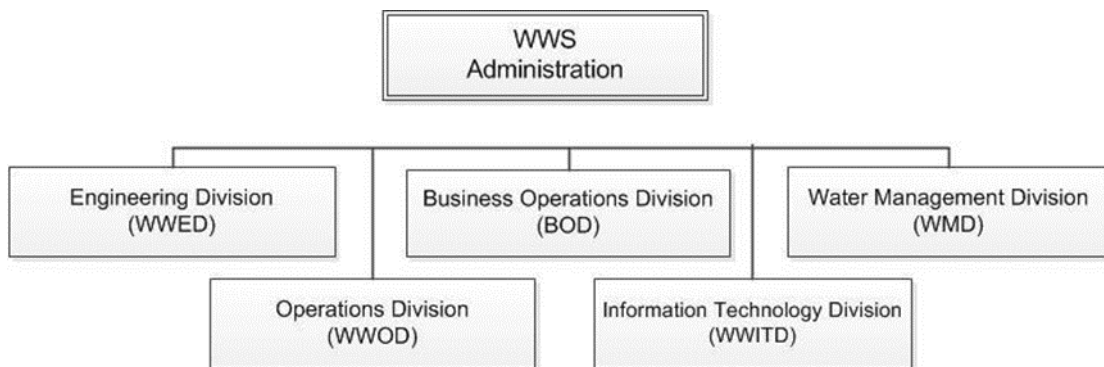 WWS
Administration
Engineering Division
(WWED)
Business Operations Division
(BOD)
Water Management Division
(WMD)
Operations Division
(WWOD)
Information Technology Division
(WWITD)